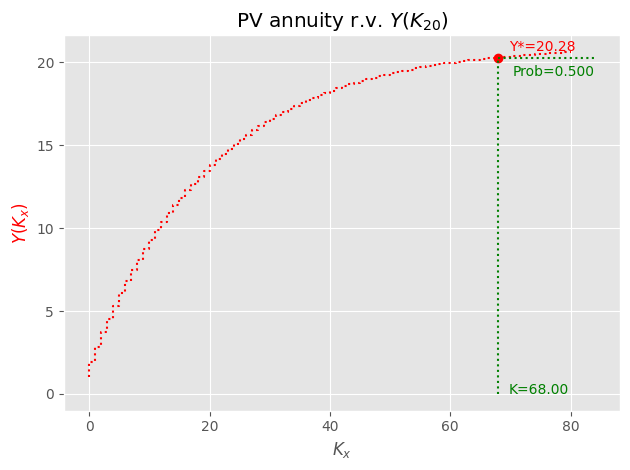 PV annuity r.v. Y(K₂₀)
Y*=20.28
Prob=0.500
K=68.00
Y(Kₓ)
20
15
10
5
0
0 20 40 60 80
Kₓ